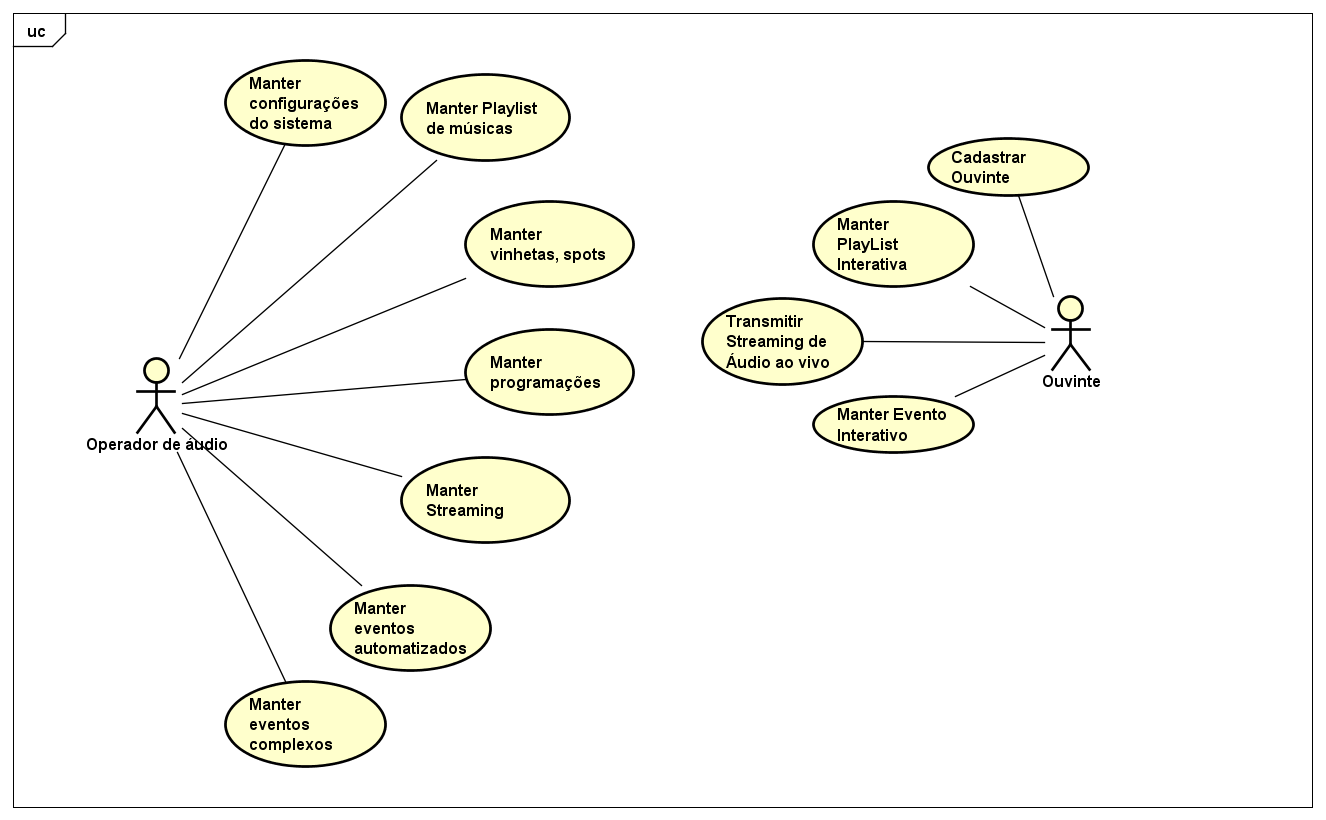 uc
Manter
configurações
do sistema
Manter Playlist
de músicas
Manter
vinhetas, spots
Manter
programações
Operador de áudio
Manter
Streaming
Manter
eventos
automatizados
Manter
eventos
complexos
Cadastrar
Ouvinte
Manter
PlayList
Interativa
Transmitir
Streaming de
Áudio ao vivo
Ouvinte
Manter Evento
Interativo